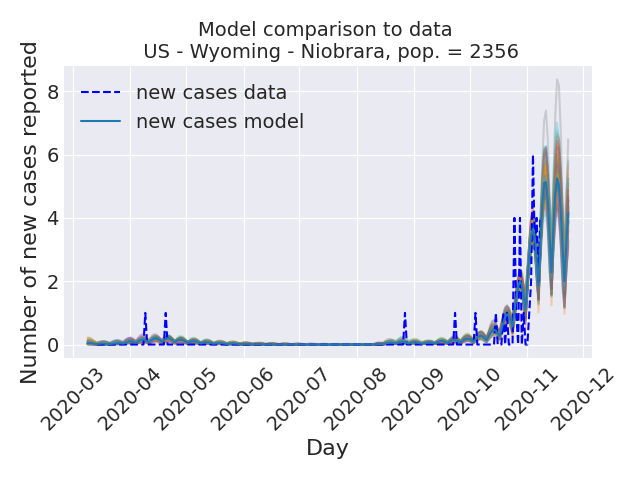 Model comparison to data
US - Wyoming - Niobrara, pop. = 2356
Number of new cases reported
8
6
4
2
0
new cases data
new cases model
2020-03
2020-04
2020-05
2020-06
2020-07
2020-08
2020-09
2020-10
2020-11
2020-12
Day